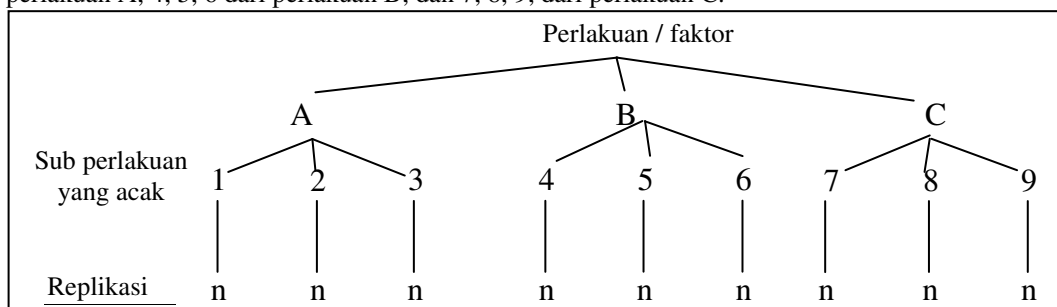 perlakuan A, 4, 5, 6 dari perlakuan B, dan 7, 8, 9, dari perlakuan C.
Perlakuan / faktor
A B C
Sub perlakuan
yang acak
1 2 3 4 5 6 7 8 9
Replikasi n n n n n n n n n